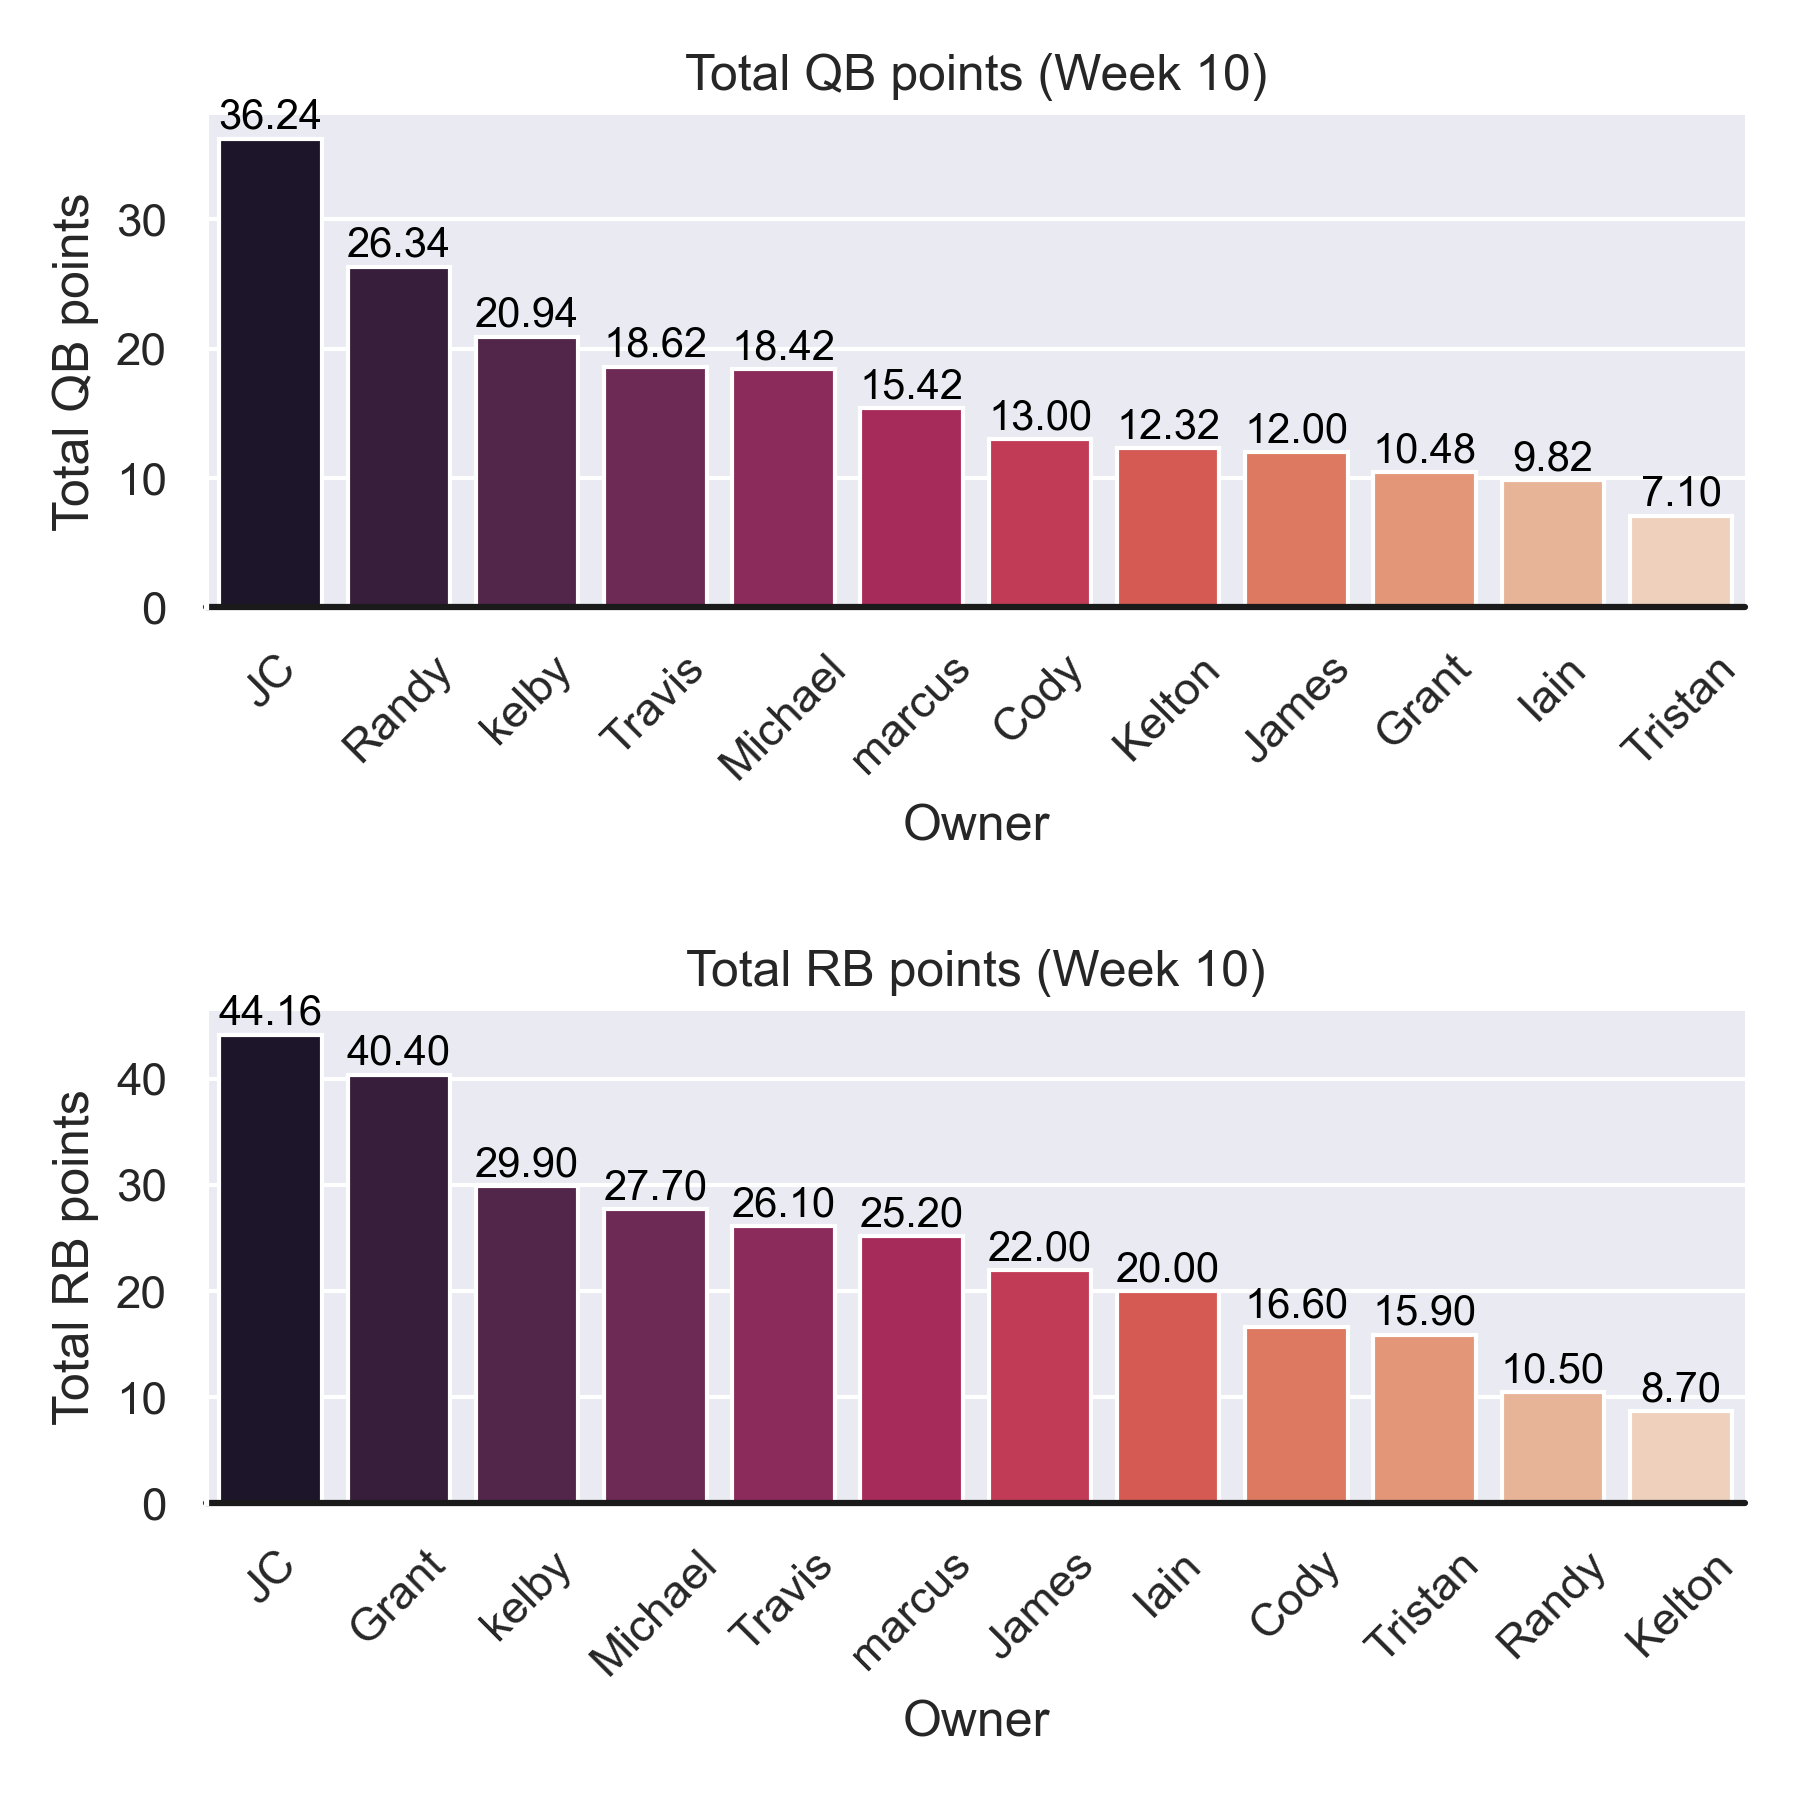 Total QB points (Week 10)
36.24
26.34
20.94
18.62
18.42
15.42
13.00
12.32
12.00
10.48
9.82
7.10
Total QB points
30
20
10
0
JC
Randy
kelby
Travis
Michael
marcus
Cody
Kelton
James
Grant
Iain
Tristan
Owner
Total RB points (Week 10)
44.16
40.40
29.90
27.70
26.10
25.20
22.00
20.00
16.60
15.90
10.50
8.70
Total RB points
40
30
20
10
0
JC
Grant
kelby
Michael
Travis
marcus
James
Iain
Cody
Tristan
Randy
Kelton
Owner